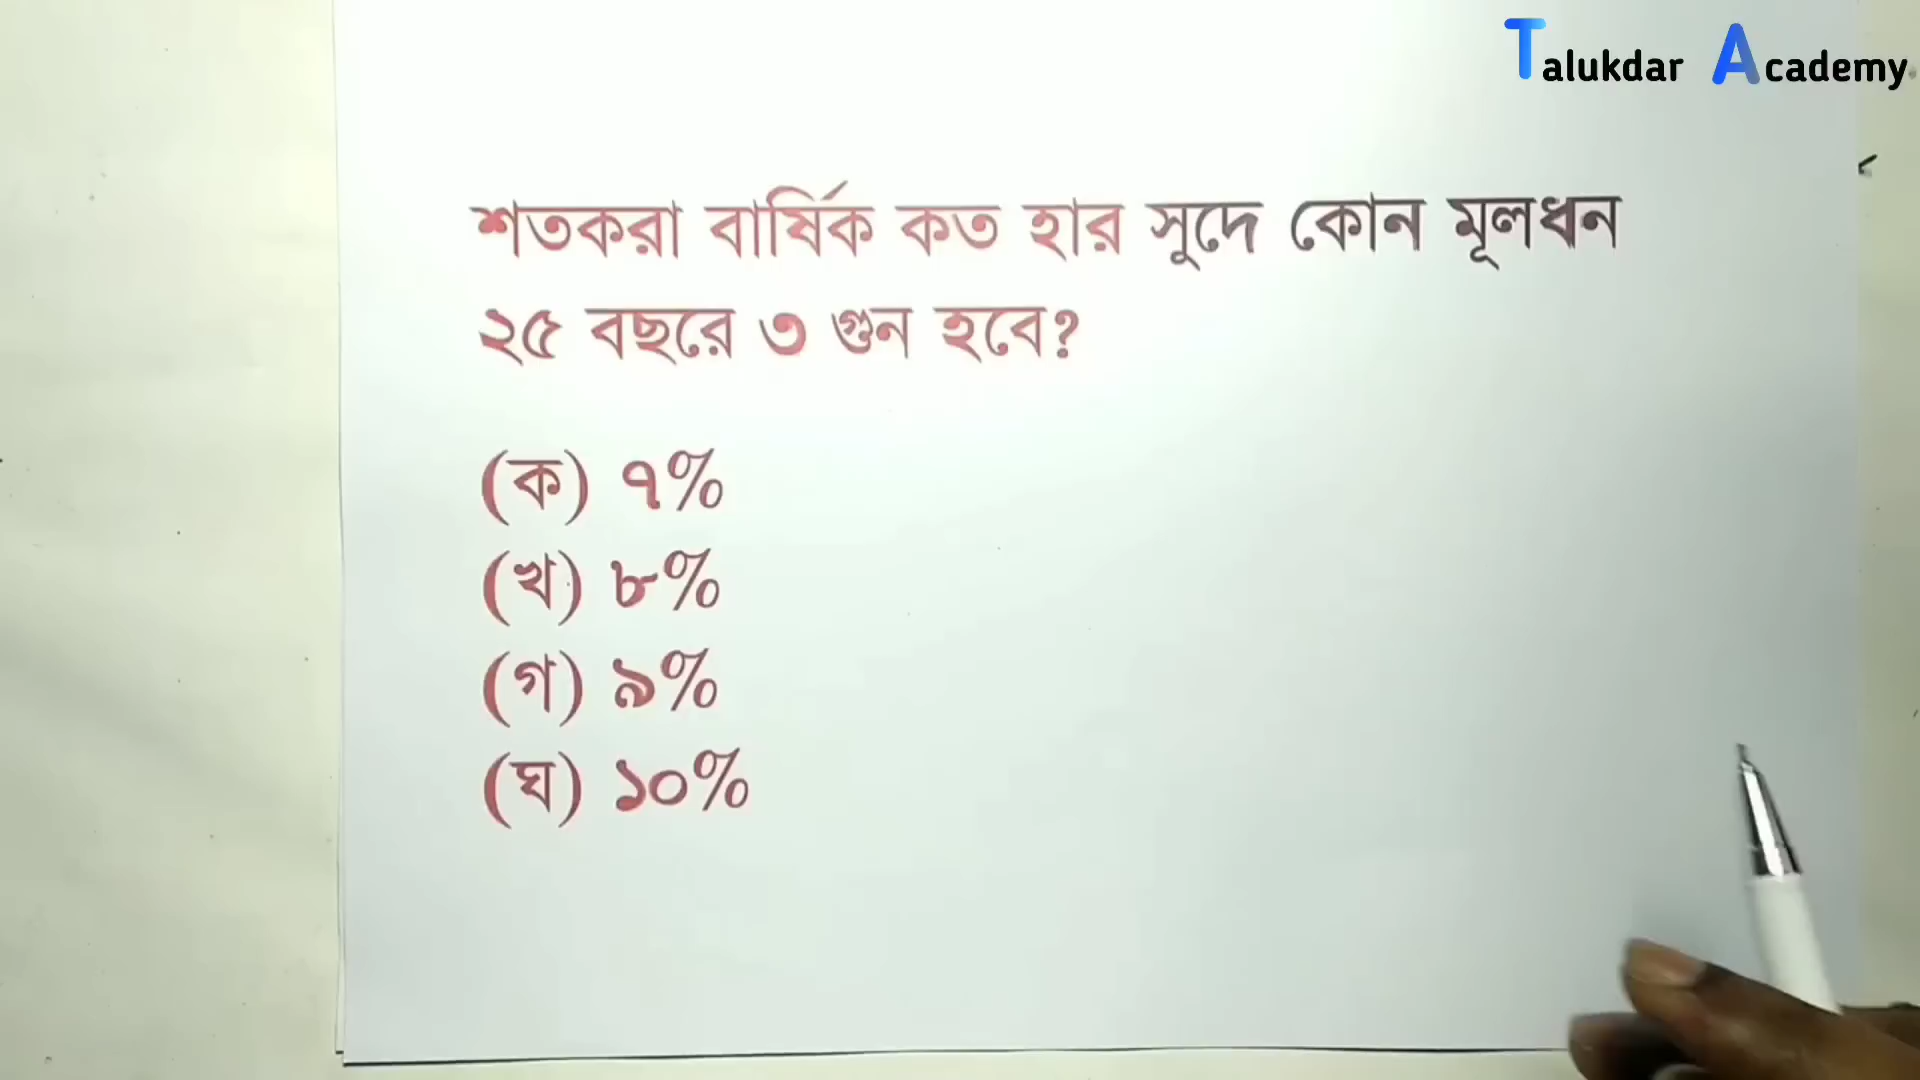 Talukdar Academy
শতকরা বার্ষিক কত হার সুদে কোন মূলধন
২৫ বছরে ৩ গুন হবে?
(ক) ৭%
(খ) ৮%
(গ) ৯%
(ঘ) ১০%